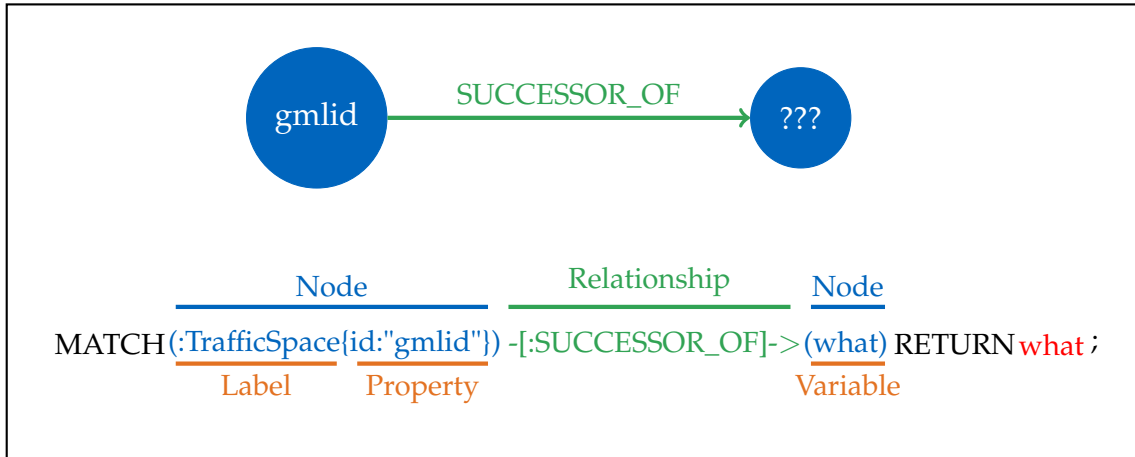 SUCCESSOR_OF
gmlid ???
Node Relationship Node
MATCH(:TrafficSpace{id:"gmlid"}) -[:SUCCESSOR_OF]->(what) RETURN what ;
Label Property Variable